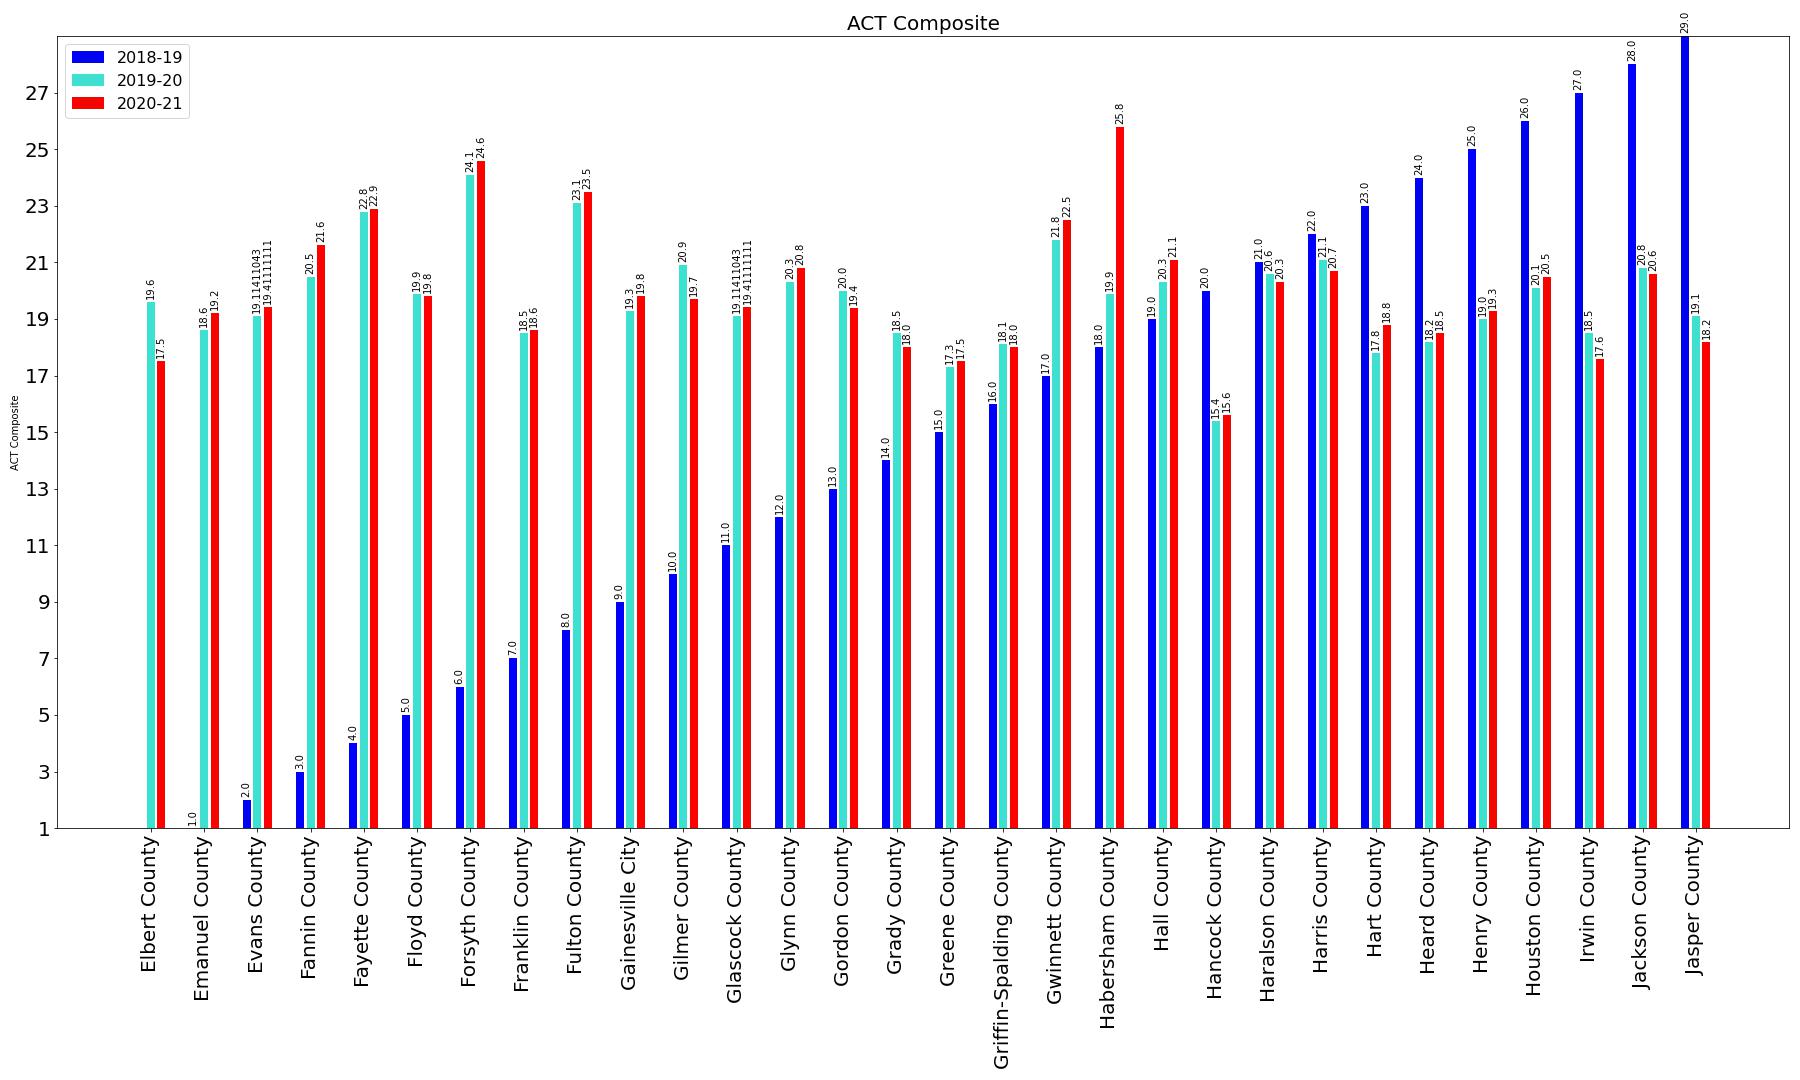 ACT Composite
2018-19
2019-20
2020-21
ACT Composite
27
25
23
21
19
17
15
13
11
9
7
5
3
1
19.6 17.5
1.0 18.6 19.2
2.0 19.11411043 19.41111111
3.0 20.5 21.6
4.0 22.8 22.9
5.0 19.9 19.8
6.0 24.1 24.6
7.0 18.5 18.6
8.0 23.1 23.5
9.0 19.3 19.8
10.0 20.9 19.7
11.0 19.11411043 19.41111111
12.0 20.3 20.8
13.0 20.0 19.4
14.0 18.5 18.0
15.0 17.3 17.5
16.0 18.1 18.0
17.0 21.8 22.5
18.0 19.9 25.8
19.0 20.3 21.1
20.0 15.4 15.6
21.0 20.6 20.3
22.0 21.1 20.7
23.0 17.8 18.8
24.0 18.2 18.5
25.0 19.0 19.3
26.0 20.1 20.5
27.0 18.5 17.6
28.0 20.8 20.6
29.0 19.1 18.2
Elbert County
Emanuel County
Evans County
Fannin County
Fayette County
Floyd County
Forsyth County
Franklin County
Fulton County
Gainesville City
Gilmer County
Glascock County
Glynn County
Gordon County
Grady County
Greene County
Griffin-Spalding County
Gwinnett County
Habersham County
Hall County
Hancock County
Haralson County
Harris County
Hart County
Heard County
Henry County
Houston County
Irwin County
Jackson County
Jasper County